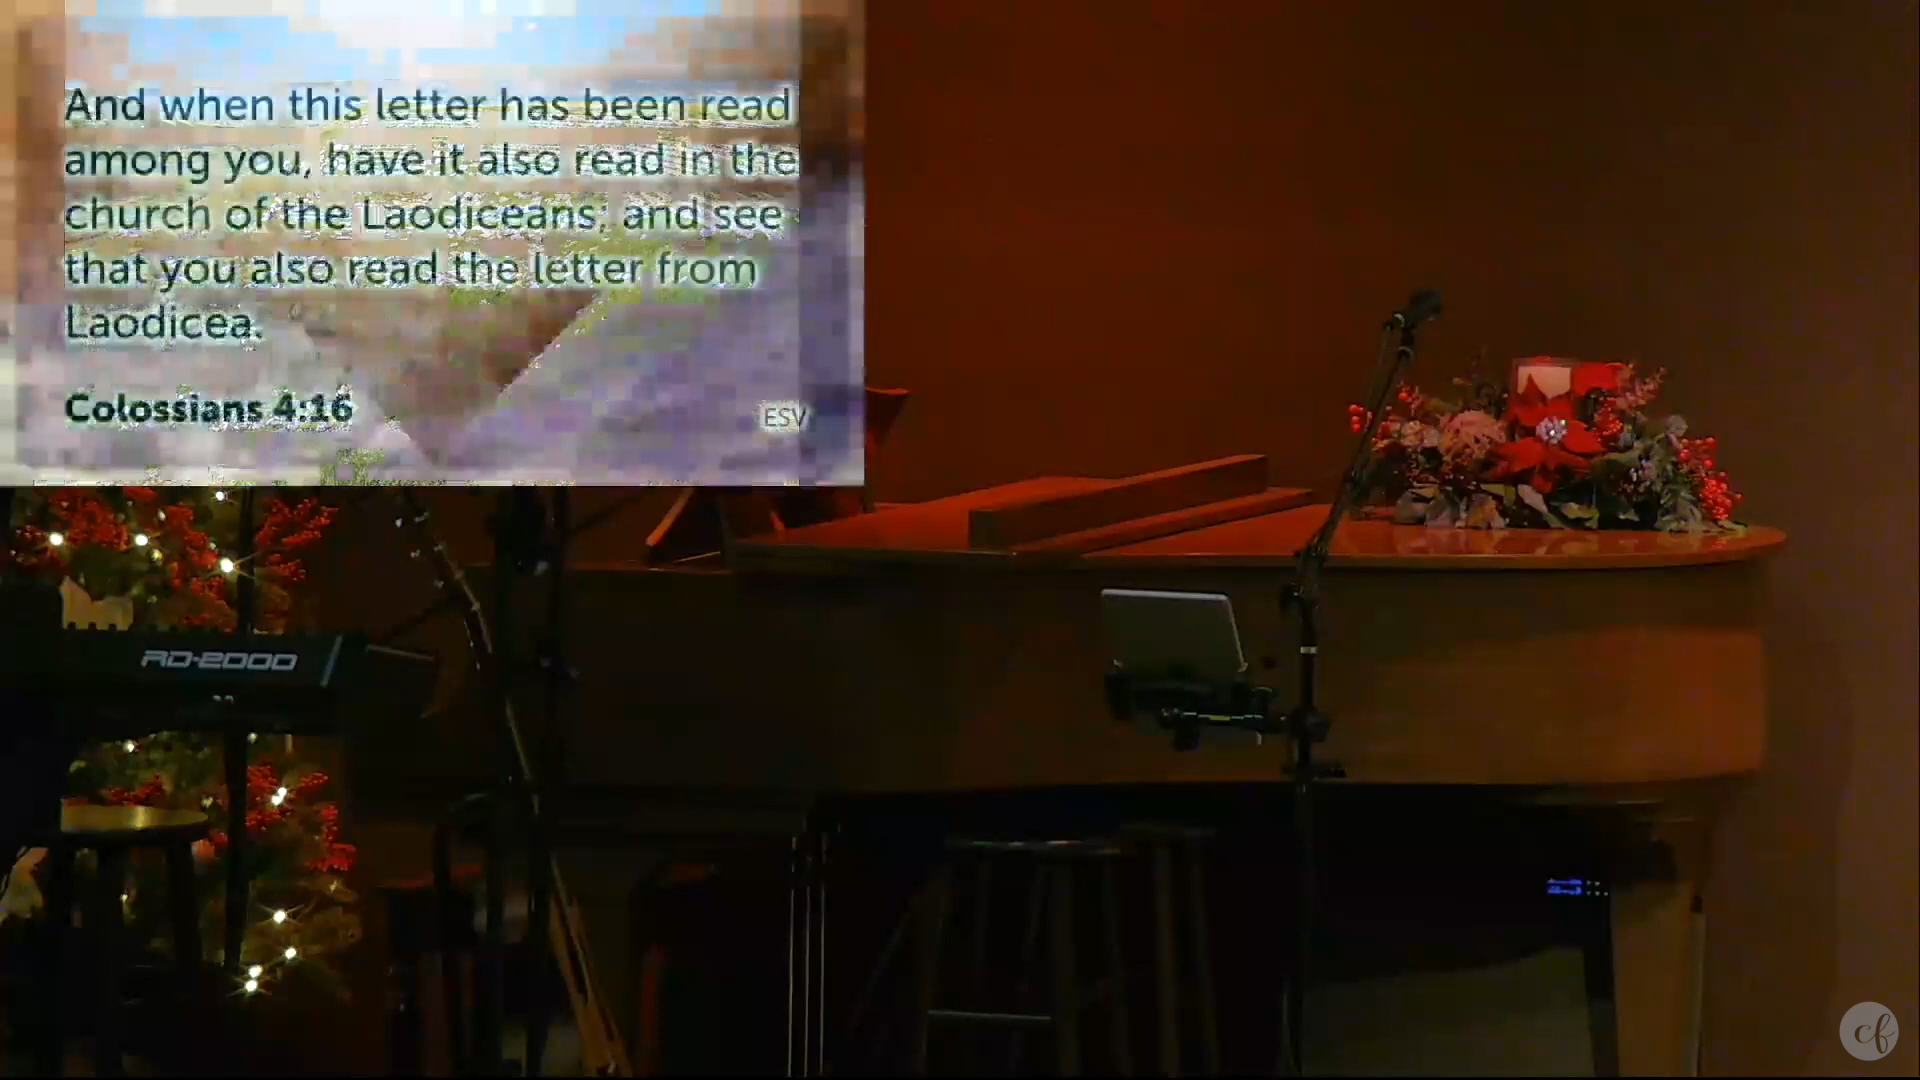 And when this letter has been read
among you, have it also read in the
church of the Laodiceans; and see
that you also read the letter from
Laodicea.
Colossians 4:16
ESV
RD-2000
cf